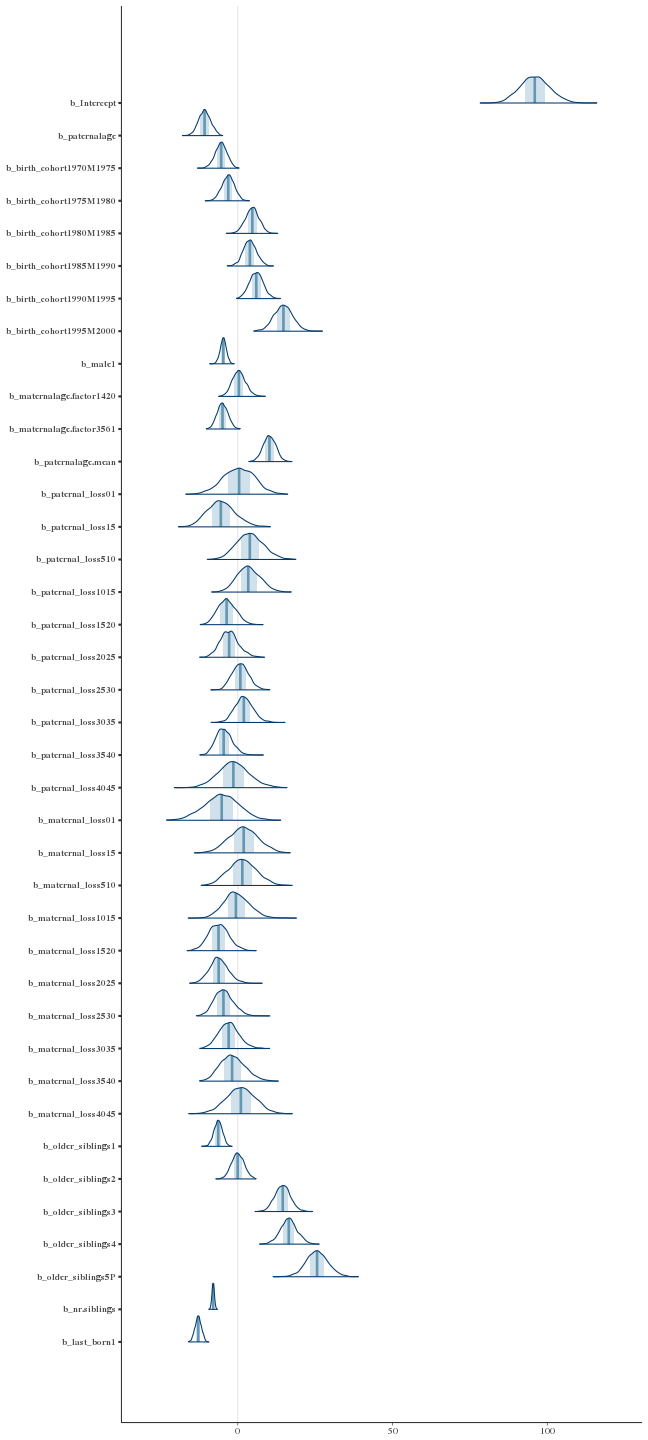 b_Intercept
b_paternalage
b_birth_cohort1970M1975
b_birth_cohort1975M1980
b_birth_cohort1980M1985
b_birth_cohort1985M1990
b_birth_cohort1990M1995
b_birth_cohort1995M2000
b_male1
b_maternalage.factor1420
b_maternalage.factor3561
b_paternalage.mean
b_paternal_loss01
b_paternal_loss15
b_paternal_loss510
b_paternal_loss1015
b_paternal_loss1520
b_paternal_loss2025
b_paternal_loss2530
b_paternal_loss3035
b_paternal_loss3540
b_paternal_loss4045
b_maternal_loss01
b_maternal_loss15
b_maternal_loss510
b_maternal_loss1015
b_maternal_loss1520
b_maternal_loss2025
b_maternal_loss2530
b_maternal_loss3035
b_maternal_loss3540
b_maternal_loss4045
b_older_siblings1
b_older_siblings2
b_older_siblings3
b_older_siblings4
b_older_siblings5P
b_nr.siblings
b_last_born1
0 50 100